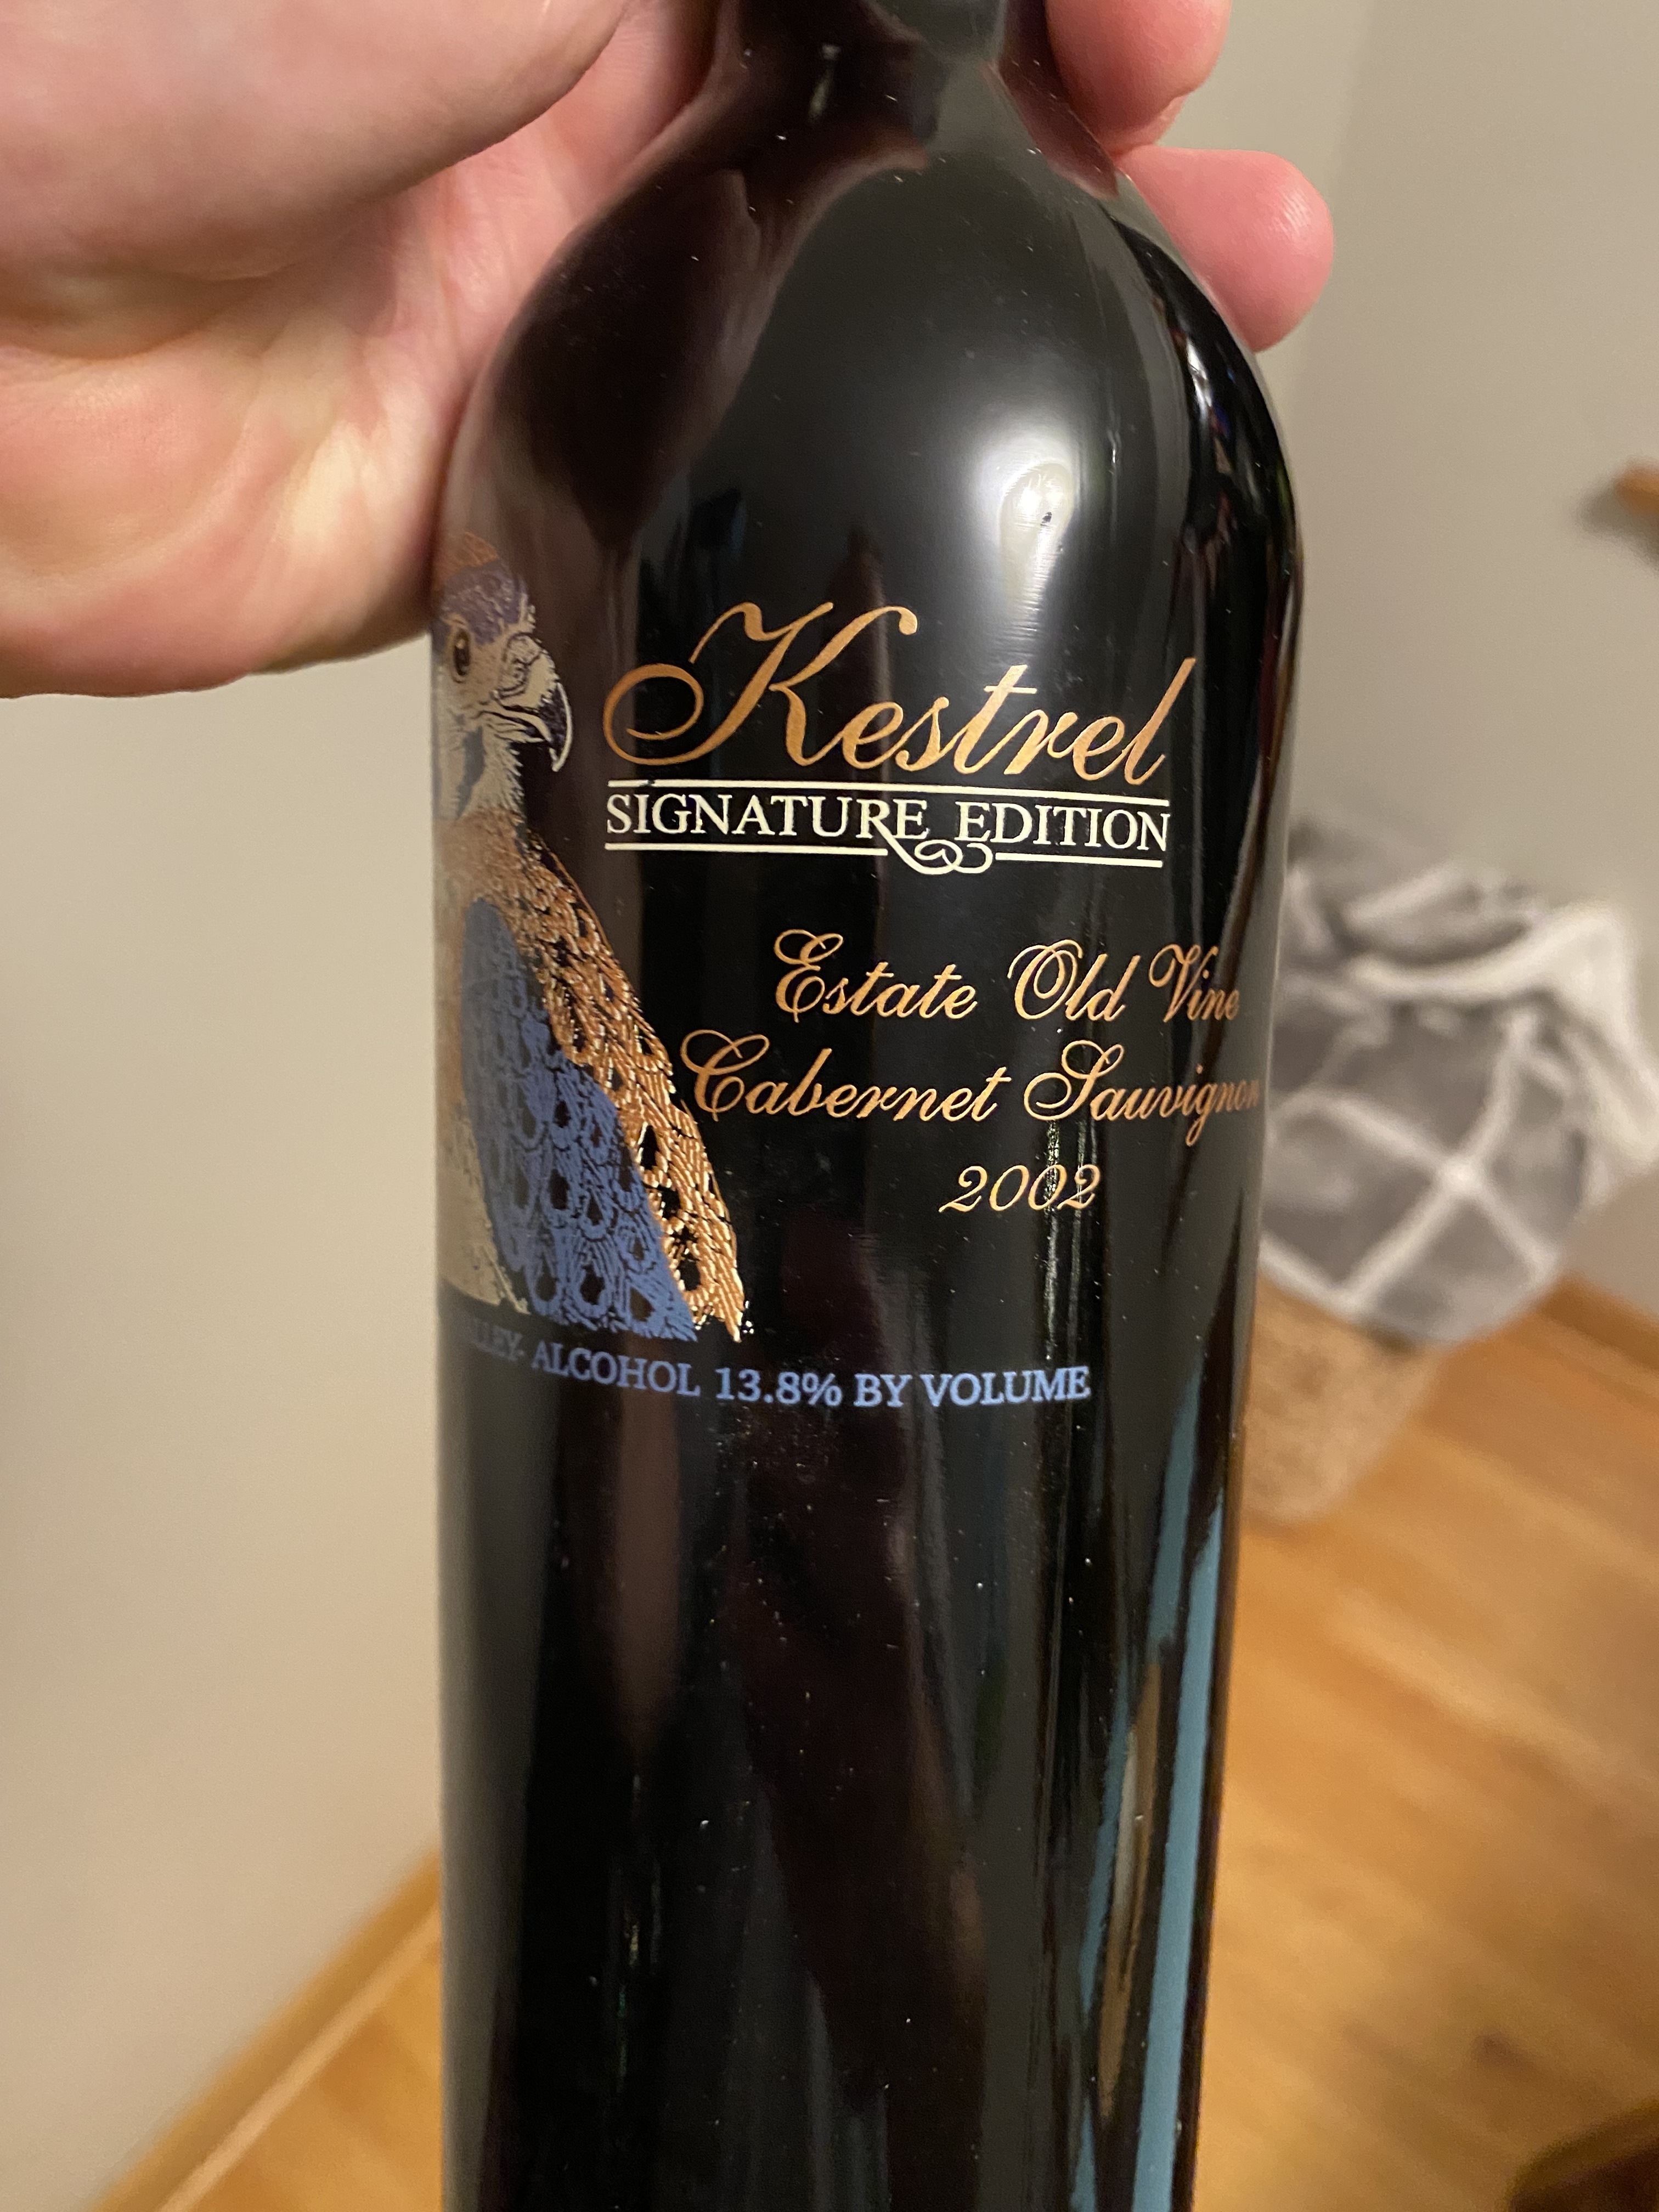 Kestrel
SIGNATURE EDITION
Estate Old Vine
Cabernet Sauvignon
2002
ALCOHOL 13.8% BY VOLUME